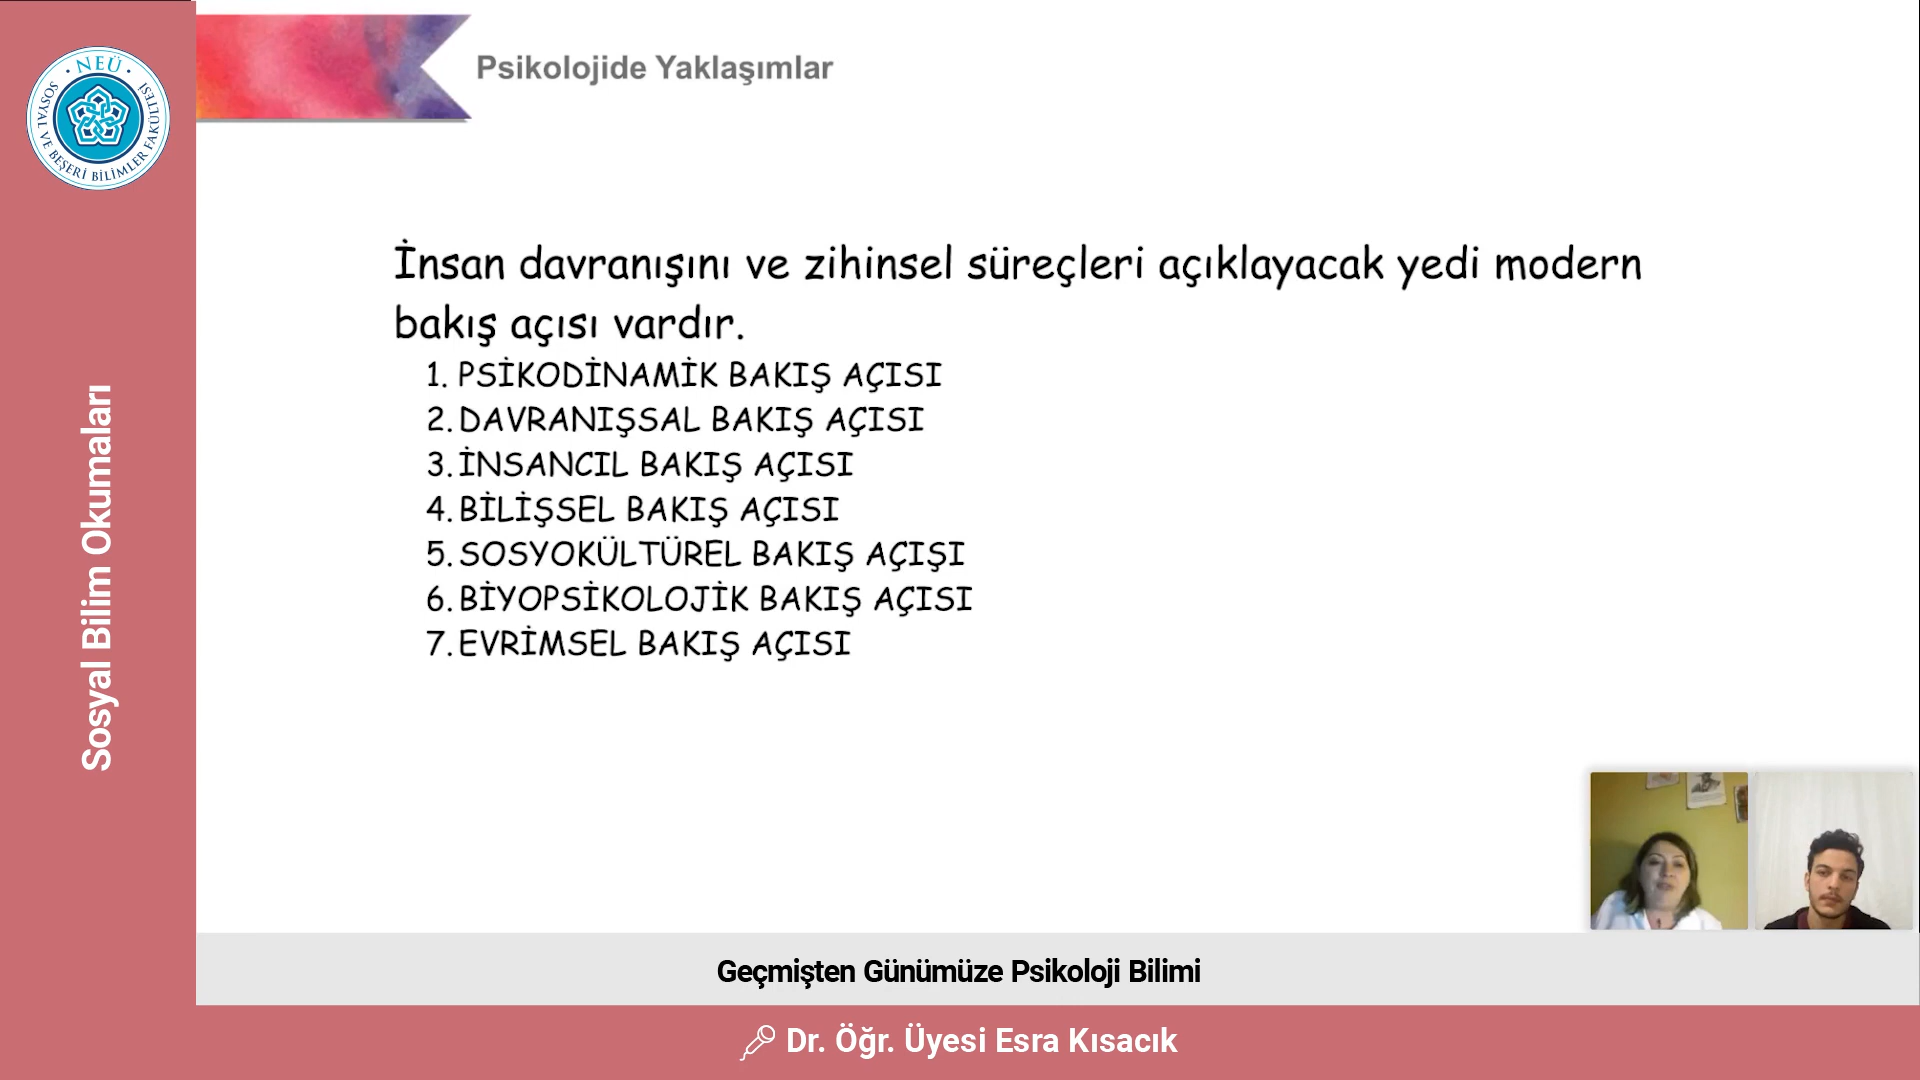 NEÜ
SOSYAL VE BEŞERİ BİLİMLER FAKÜLTESİ
Sosyal Bilim Okumaları
Psikolojide Yaklaşımlar
İnsan davranışını ve zihinsel süreçleri açıklayacak yedi modern
bakış açısı vardır.
1. PSİKODİNAMİK BAKIŞ AÇISI
2. DAVRANIŞSAL BAKIŞ AÇISI
3. İNSANCIL BAKIŞ AÇISI
4. BİLİŞSEL BAKIŞ AÇISI
5. SOSYOKÜLTÜREL BAKIŞ AÇIŞI
6. BİYOPSİKOLOJİK BAKIŞ AÇISI
7. EVRİMSEL BAKIŞ AÇISI
Geçmişten Günümüze Psikoloji Bilimi
Dr. Öğr. Üyesi Esra Kısacık